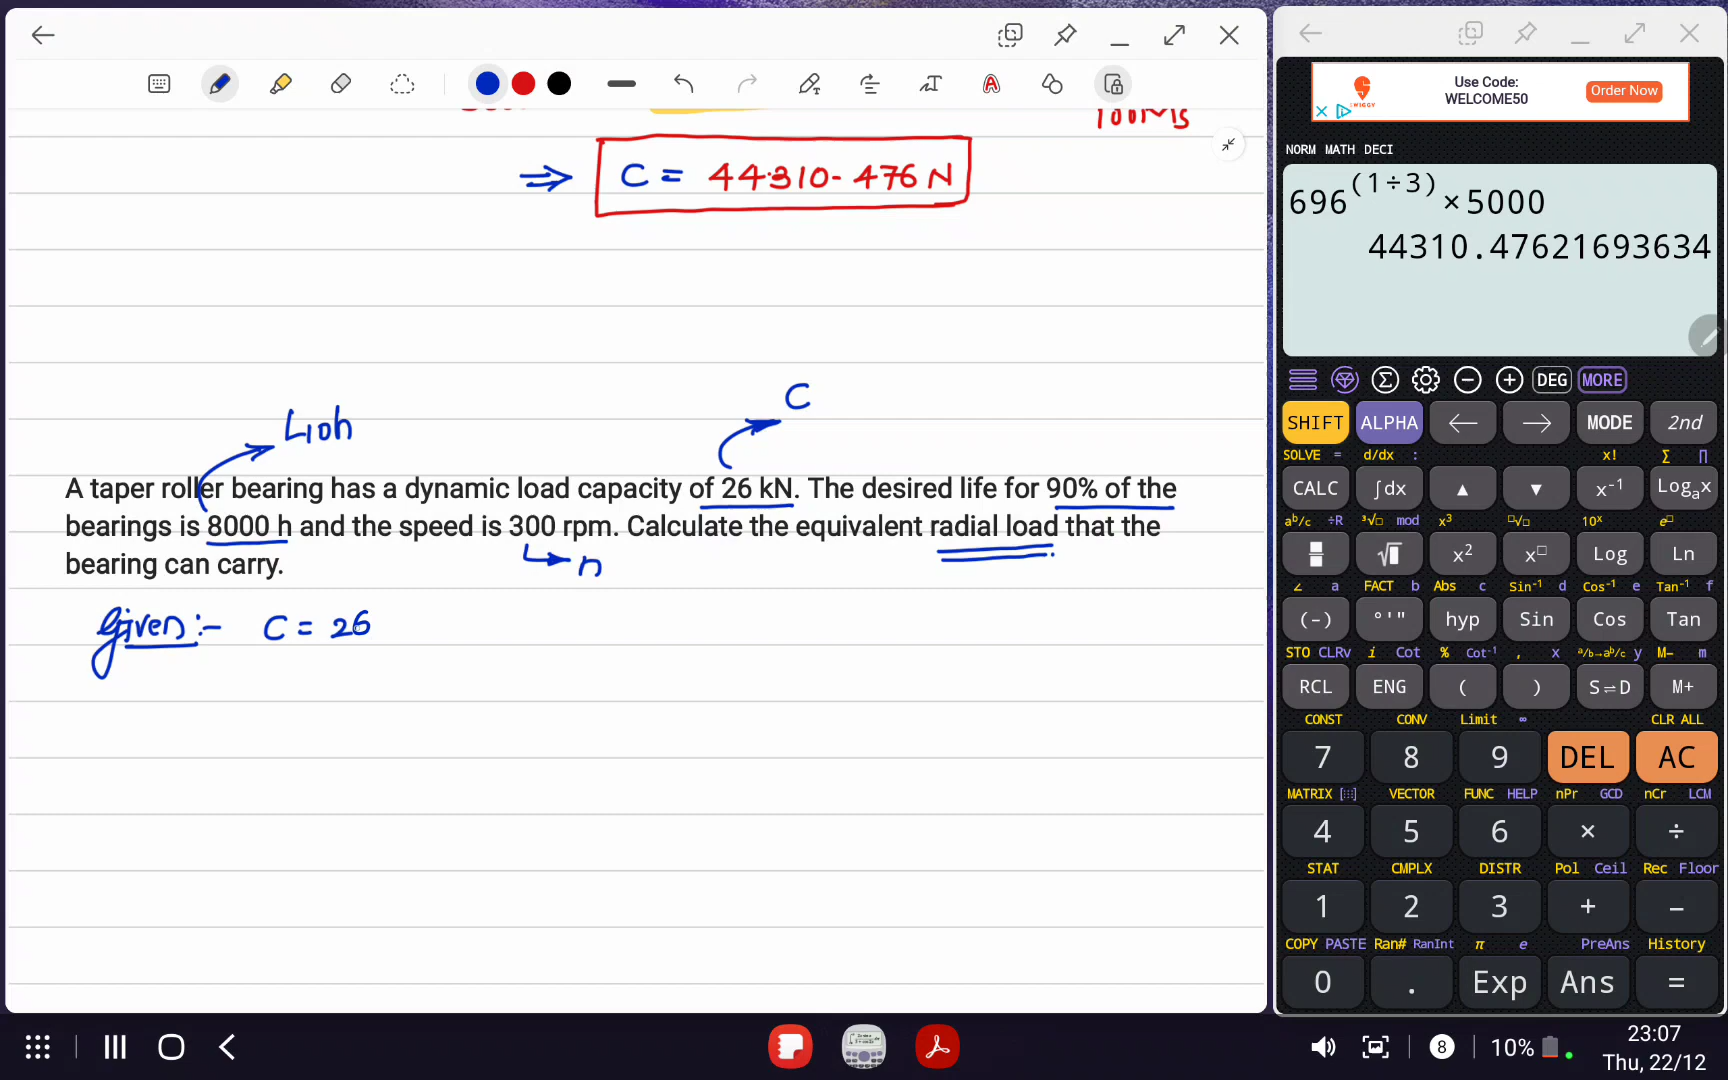 100Ms
⇒ C = 44310.476 N
C
L10h
A taper roller bearing has a dynamic load capacity of 26 kN. The desired life for 90% of the
bearings is 8000 h and the speed is 300 rpm. Calculate the equivalent radial load that the
bearing can carry.
n
Given :- C = 26
Use Code:
WELCOME50
Order Now
SWIGGY
NORM MATH DECI
696^(1÷3)×5000
44310.47621693634
DEG MORE
SHIFT ALPHA ← → MODE 2nd
SOLVE = d/dx : x! Σ Π
CALC ∫dx ▲ ▼ x⁻¹ Logₐx
aᵇ/c ÷R ³√□ mod x³ □√□ 10ˣ e□
√ x² x□ Log Ln
∠ a FACT b Abs c Sin⁻¹ d Cos⁻¹ e Tan⁻¹ f
(−) °'" hyp Sin Cos Tan
STO CLRv i Cot % Cot⁻¹ , x a/b→aᵇ/c y M− m
RCL ENG ( ) S⇌D M+
CONST CONV Limit ∞ CLR ALL
7 8 9 DEL AC
MATRIX [:::] VECTOR FUNC HELP nPr GCD nCr LCM
4 5 6 × ÷
STAT CMPLX DISTR Pol Ceil Rec Floor
1 2 3 + −
COPY PASTE Ran# RanInt π e PreAns History
0 . Exp Ans =
8 10% 23:07
Thu, 22/12